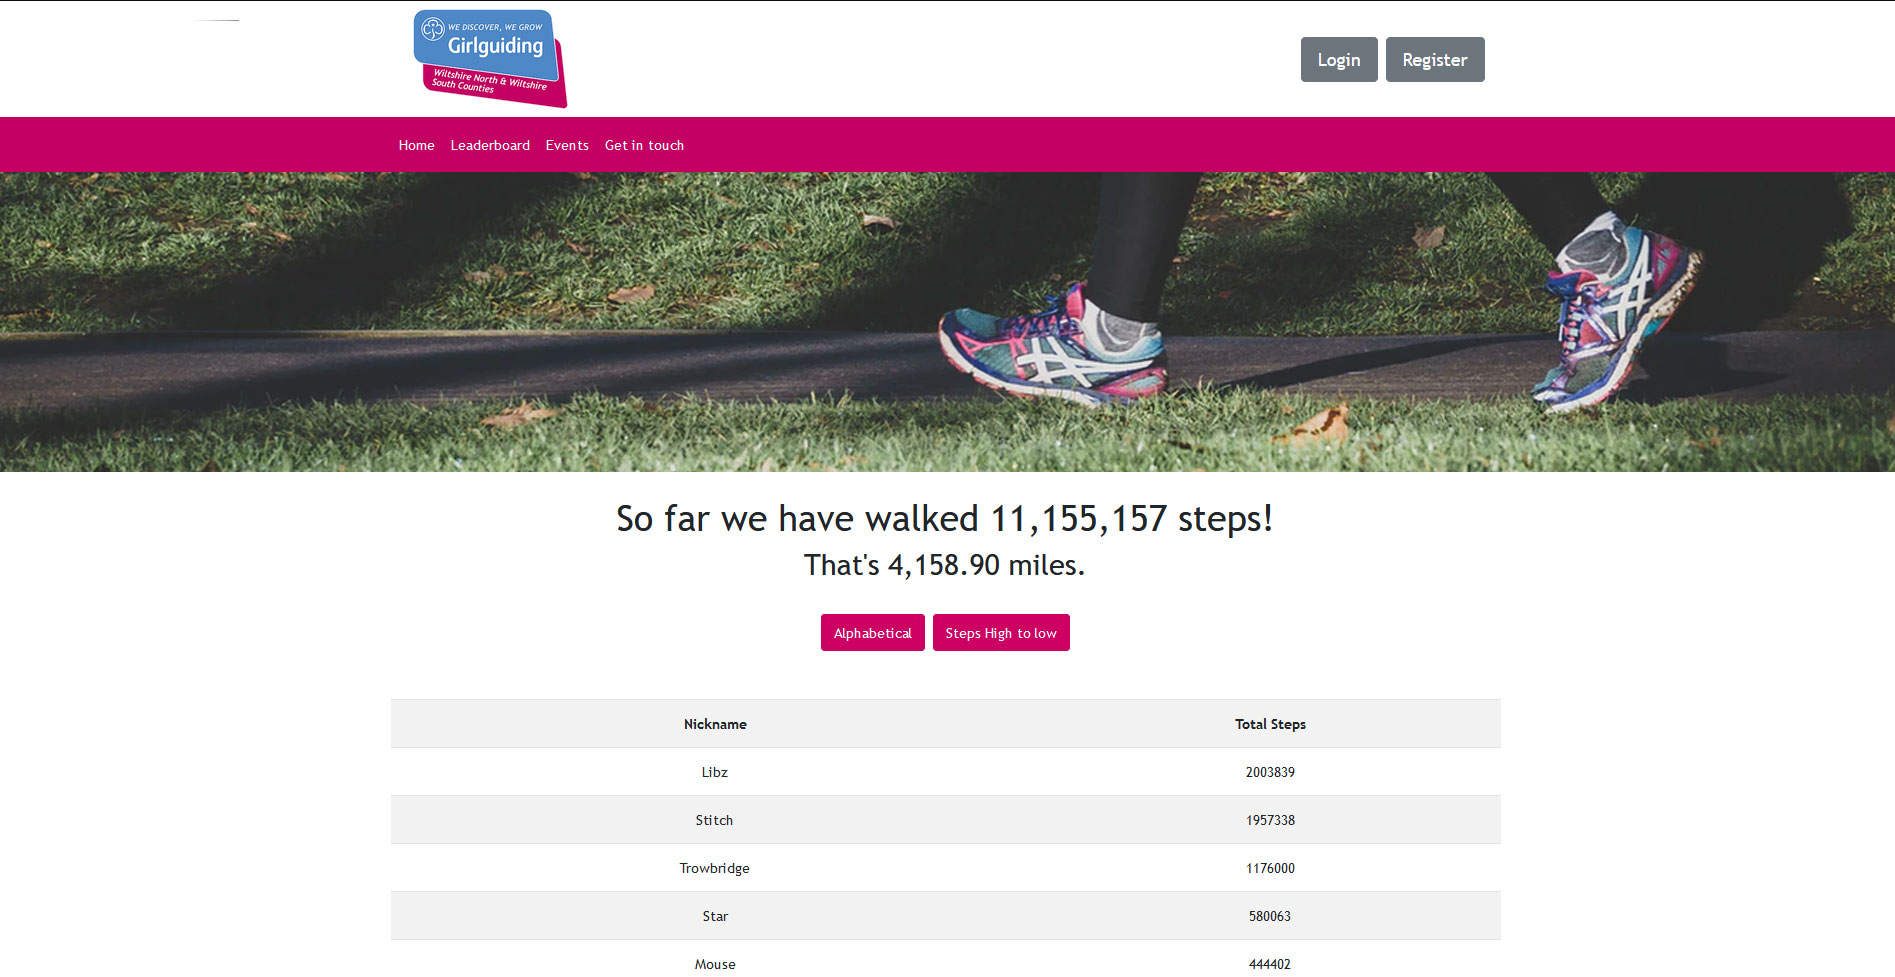 WE DISCOVER, WE GROW
Girlguiding
Wiltshire North & Wiltshire
South Counties
Login Register
Home Leaderboard Events Get in touch
So far we have walked 11,155,157 steps!
That's 4,158.90 miles.
Alphabetical Steps High to low
Nickname Total Steps
Libz 2003839
Stitch 1957338
Trowbridge 1176000
Star 580063
Mouse 444402